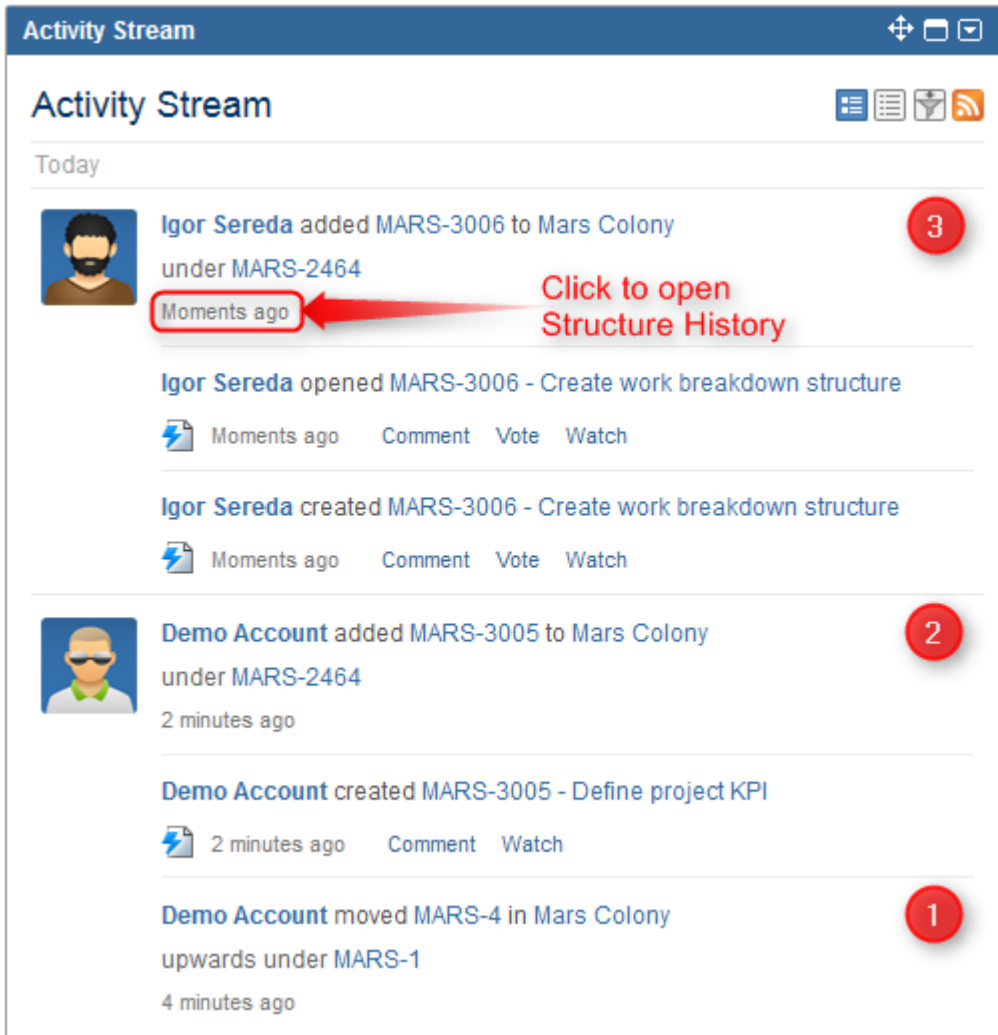 Activity Stream
Activity Stream
Today
Igor Sereda added MARS-3006 to Mars Colony
3
under MARS-2464
Moments ago
Click to open
Structure History
Igor Sereda opened MARS-3006 - Create work breakdown structure
Moments ago Comment Vote Watch
Igor Sereda created MARS-3006 - Create work breakdown structure
Moments ago Comment Vote Watch
Demo Account added MARS-3005 to Mars Colony
2
under MARS-2464
2 minutes ago
Demo Account created MARS-3005 - Define project KPI
2 minutes ago Comment Watch
Demo Account moved MARS-4 in Mars Colony
1
upwards under MARS-1
4 minutes ago